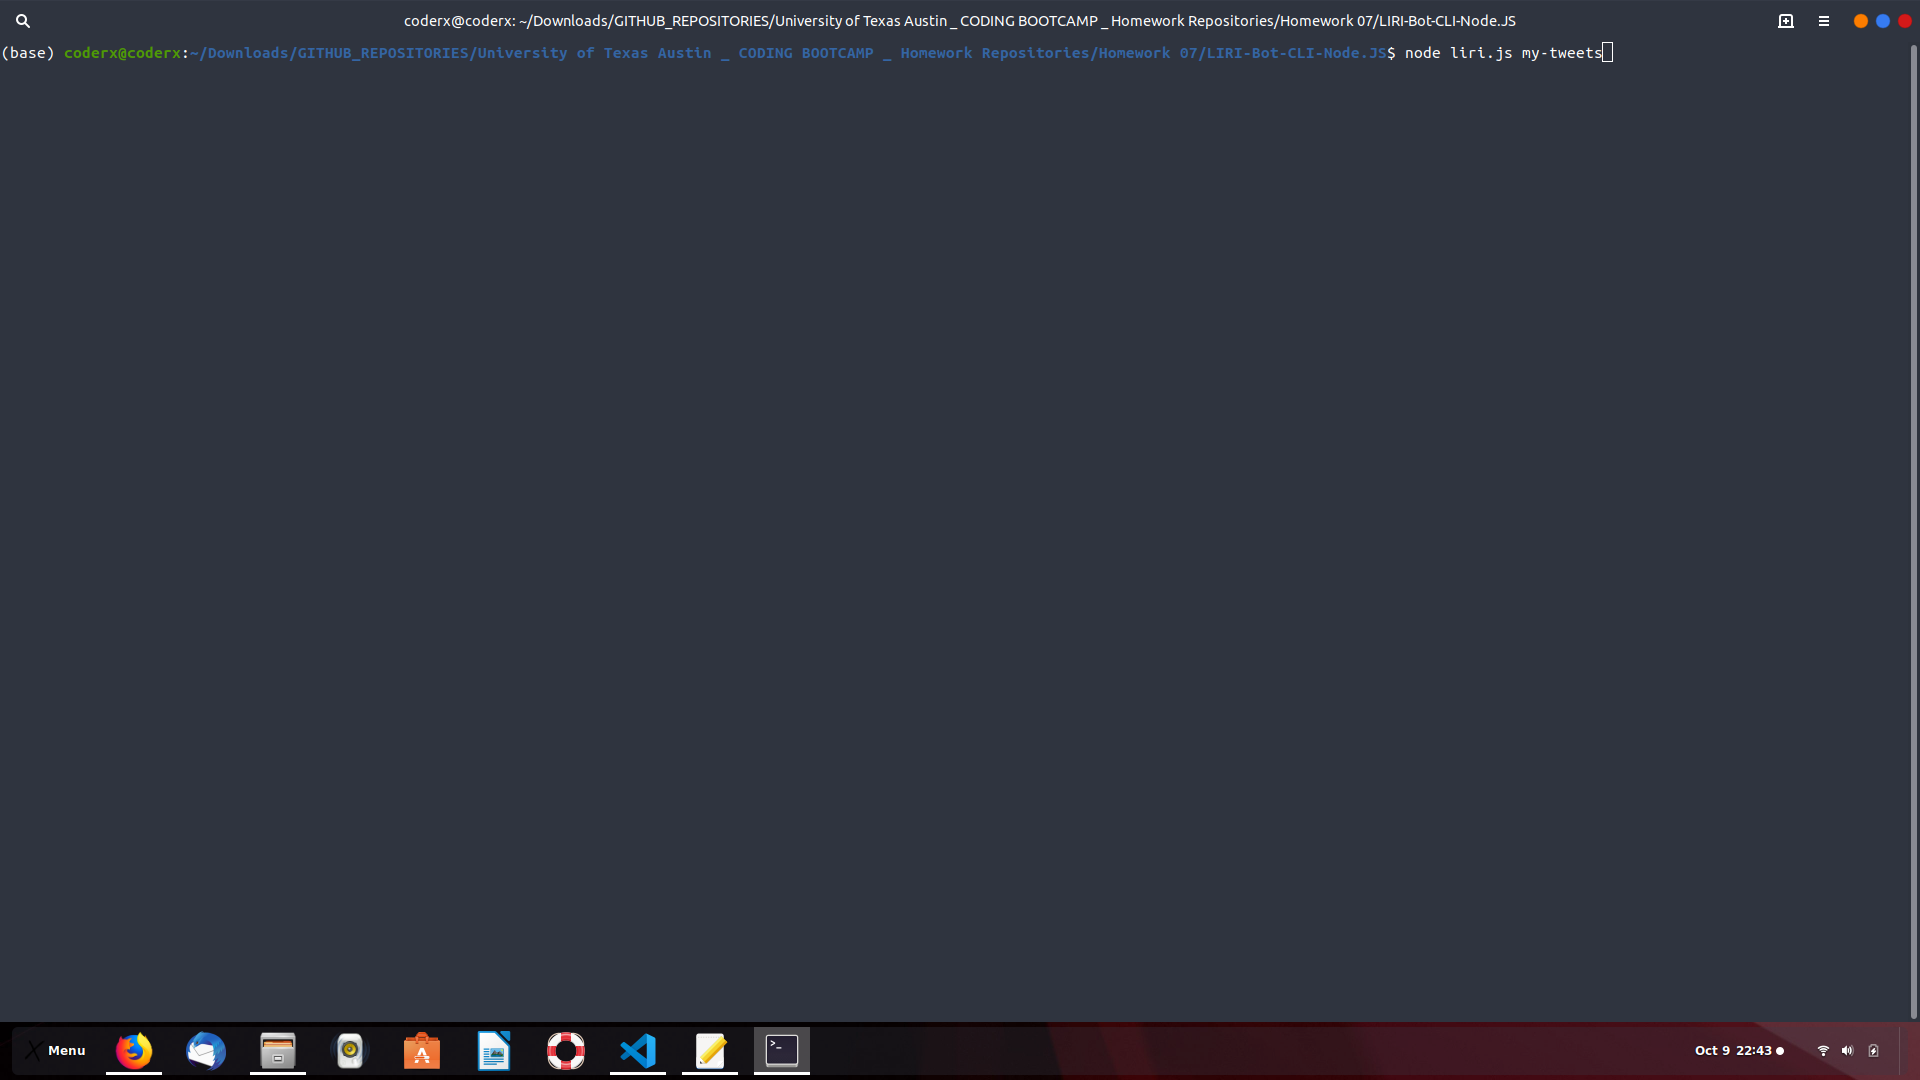 coderx@coderx: ~/Downloads/GITHUB_REPOSITORIES/University of Texas Austin _ CODING BOOTCAMP _ Homework Repositories/Homework 07/LIRI-Bot-CLI-Node.JS
(base) coderx@coderx:~/Downloads/GITHUB_REPOSITORIES/University of Texas Austin _ CODING BOOTCAMP _ Homework Repositories/Homework 07/LIRI-Bot-CLI-Node.JS$ node liri.js my-tweets
Menu
Oct 9 22:43